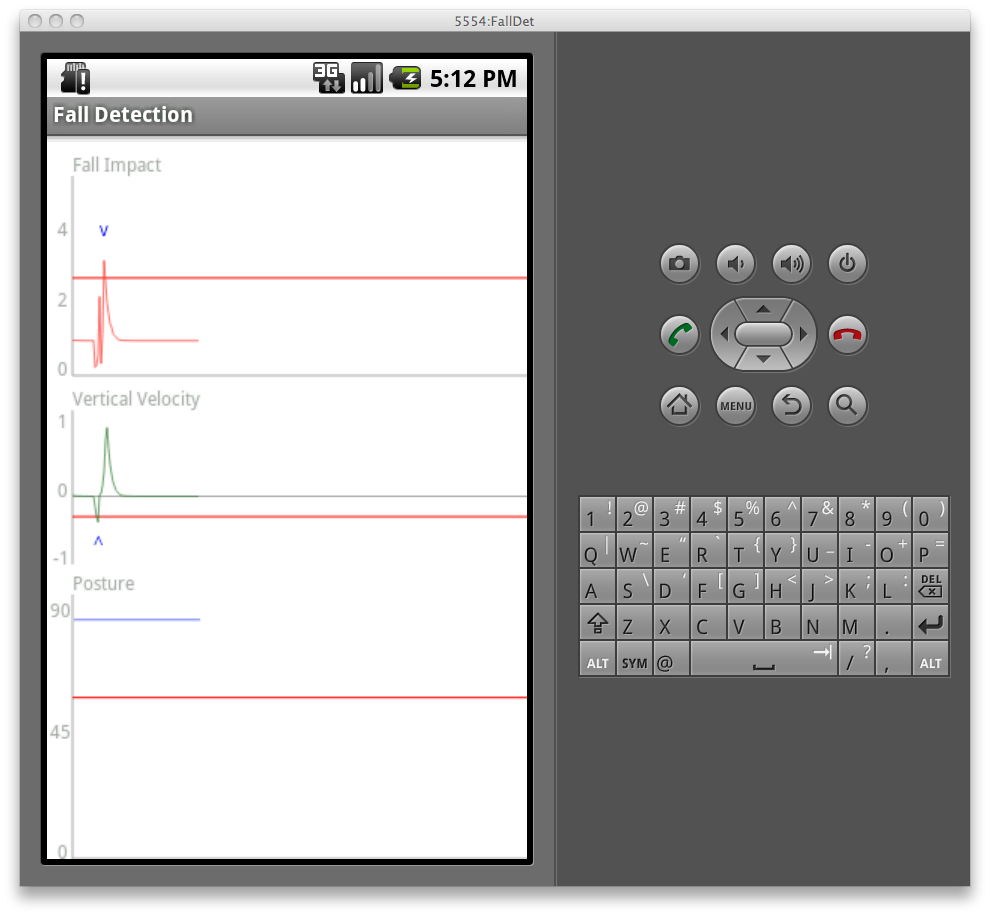 5554:FallDet
3G 5:12 PM
Fall Detection
Fall Impact
4
v
2
0
Vertical Velocity
1
0
^
-1
Posture
90
45
0
MENU
1 ! 2 @ 3 # 4 $ 5 % 6 ^ 7 & 8 * 9 ( 0 )
Q | W ~ E “ R ` T { Y } U _ I - O + P =
A S \ D ‘ F [ G ] H < J > K ; L : DEL
Z X C V B N M .
ALT SYM @ / ? , ALT